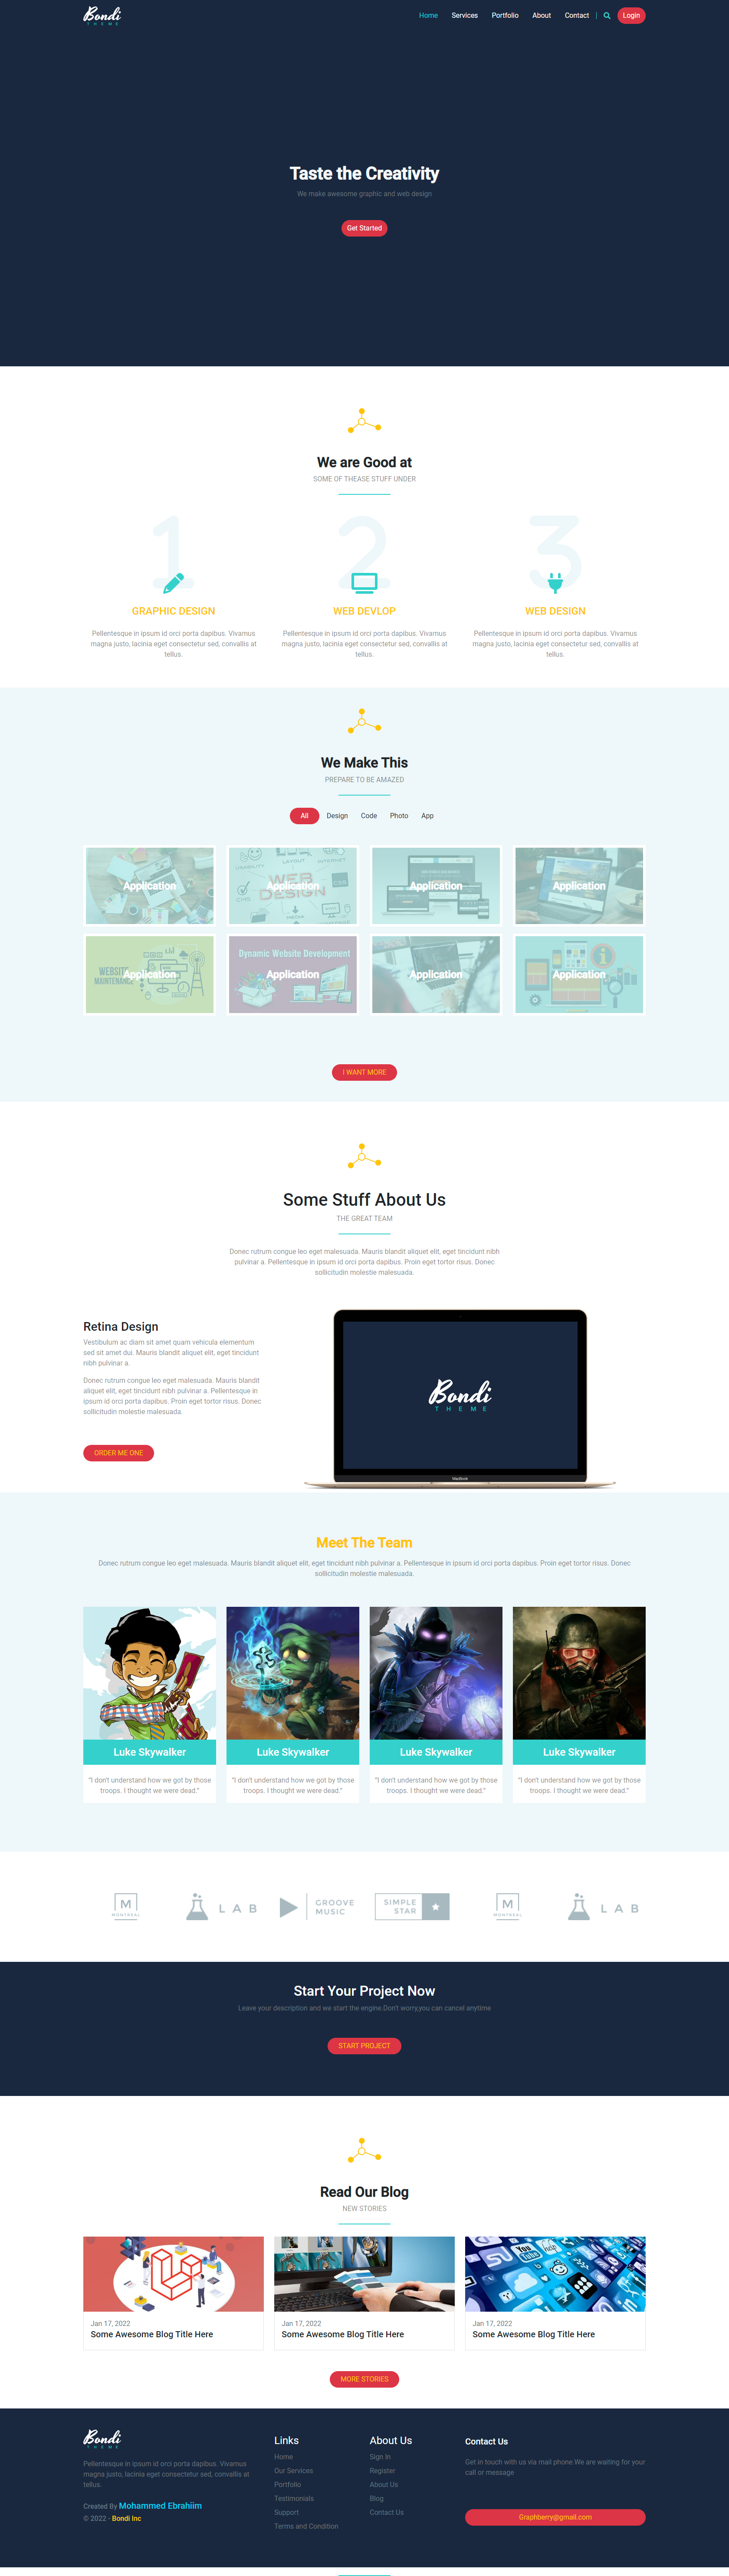 Bondi
THEME
Home Services Portfolio About Contact | Login
Taste the Creativity
We make awesome graphic and web design
Get Started
We are Good at
SOME OF THEASE STUFF UNDER
1 2 3
GRAPHIC DESIGN
Pellentesque in ipsum id orci porta dapibus. Vivamus
magna justo, lacinia eget consectetur sed, convallis at
tellus.
WEB DEVLOP
Pellentesque in ipsum id orci porta dapibus. Vivamus
magna justo, lacinia eget consectetur sed, convallis at
tellus.
WEB DESIGN
Pellentesque in ipsum id orci porta dapibus. Vivamus
magna justo, lacinia eget consectetur sed, convallis at
tellus.
We Make This
PREPARE TO BE AMAZED
All Design Code Photo App
Application
Application
WEB DESIGN
LAYOUT
Application
Application
Application
WEBSITE
MAINTENANCE
Dynamic Website Development
Application
Application
Application
I WANT MORE
Some Stuff About Us
THE GREAT TEAM
Donec rutrum congue leo eget malesuada. Mauris blandit aliquet elit, eget tincidunt nibh
pulvinar a. Pellentesque in ipsum id orci porta dapibus. Proin eget tortor risus. Donec
sollicitudin molestie malesuada.
Retina Design
Vestibulum ac diam sit amet quam vehicula elementum
sed sit amet dui. Mauris blandit aliquet elit, eget tincidunt
nibh pulvinar a.
Donec rutrum congue leo eget malesuada. Mauris blandit
aliquet elit, eget tincidunt nibh pulvinar a. Pellentesque in
ipsum id orci porta dapibus. Proin eget tortor risus. Donec
sollicitudin molestie malesuada.
ORDER ME ONE
Bondi
THEME
MacBook
Meet The Team
Donec rutrum congue leo eget malesuada. Mauris blandit aliquet elit, eget tincidunt nibh pulvinar a. Pellentesque in ipsum id orci porta dapibus. Proin eget tortor risus. Donec
sollicitudin molestie malesuada.
Luke Skywalker
"I don't understand how we got by those
troops. I thought we were dead."
Luke Skywalker
"I don't understand how we got by those
troops. I thought we were dead."
Luke Skywalker
"I don't understand how we got by those
troops. I thought we were dead."
Luke Skywalker
"I don't understand how we got by those
troops. I thought we were dead."
M
MONTREAL
LAB
GROOVE
MUSIC
SIMPLE
STAR
M
MONTREAL
LAB
Start Your Project Now
Leave your description and we start the engine.Don't worry,you can cancel anytime
START PROJECT
Read Our Blog
NEW STORIES
You
Tube
Jan 17, 2022
Some Awesome Blog Title Here
Jan 17, 2022
Some Awesome Blog Title Here
Jan 17, 2022
Some Awesome Blog Title Here
MORE STORIES
Bondi
THEME
Pellentesque in ipsum id orci porta dapibus. Vivamus
magna justo, lacinia eget consectetur sed, convallis at
tellus.
Created By Mohammed Ebrahiim
© 2022 - Bondi Inc
Links
Home
Our Services
Portfolio
Testimonials
Support
Terms and Condition
About Us
Sign In
Register
About Us
Blog
Contact Us
Contact Us
Get in touch with us via mail phone.We are waiting for your
call or message
Graphberry@gmail.com